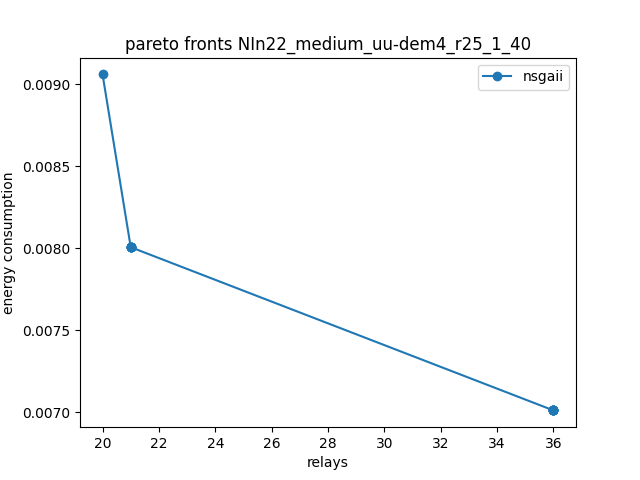 pareto fronts NIn22_medium_uu-dem4_r25_1_40
nsgaii
energy consumption
0.0090
0.0085
0.0080
0.0075
0.0070
20 22 24 26 28 30 32 34 36
relays